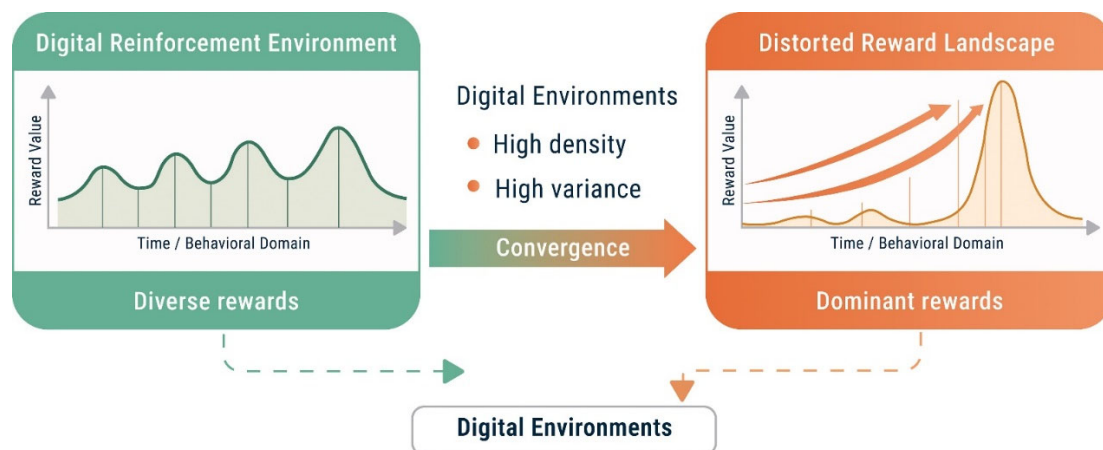 Digital Reinforcement Environment
Reward Value
Time / Behavioral Domain
Diverse rewards
Digital Environments
High density
High variance
Convergence
Distorted Reward Landscape
Reward Value
Time / Behavioral Domain
Dominant rewards
Digital Environments